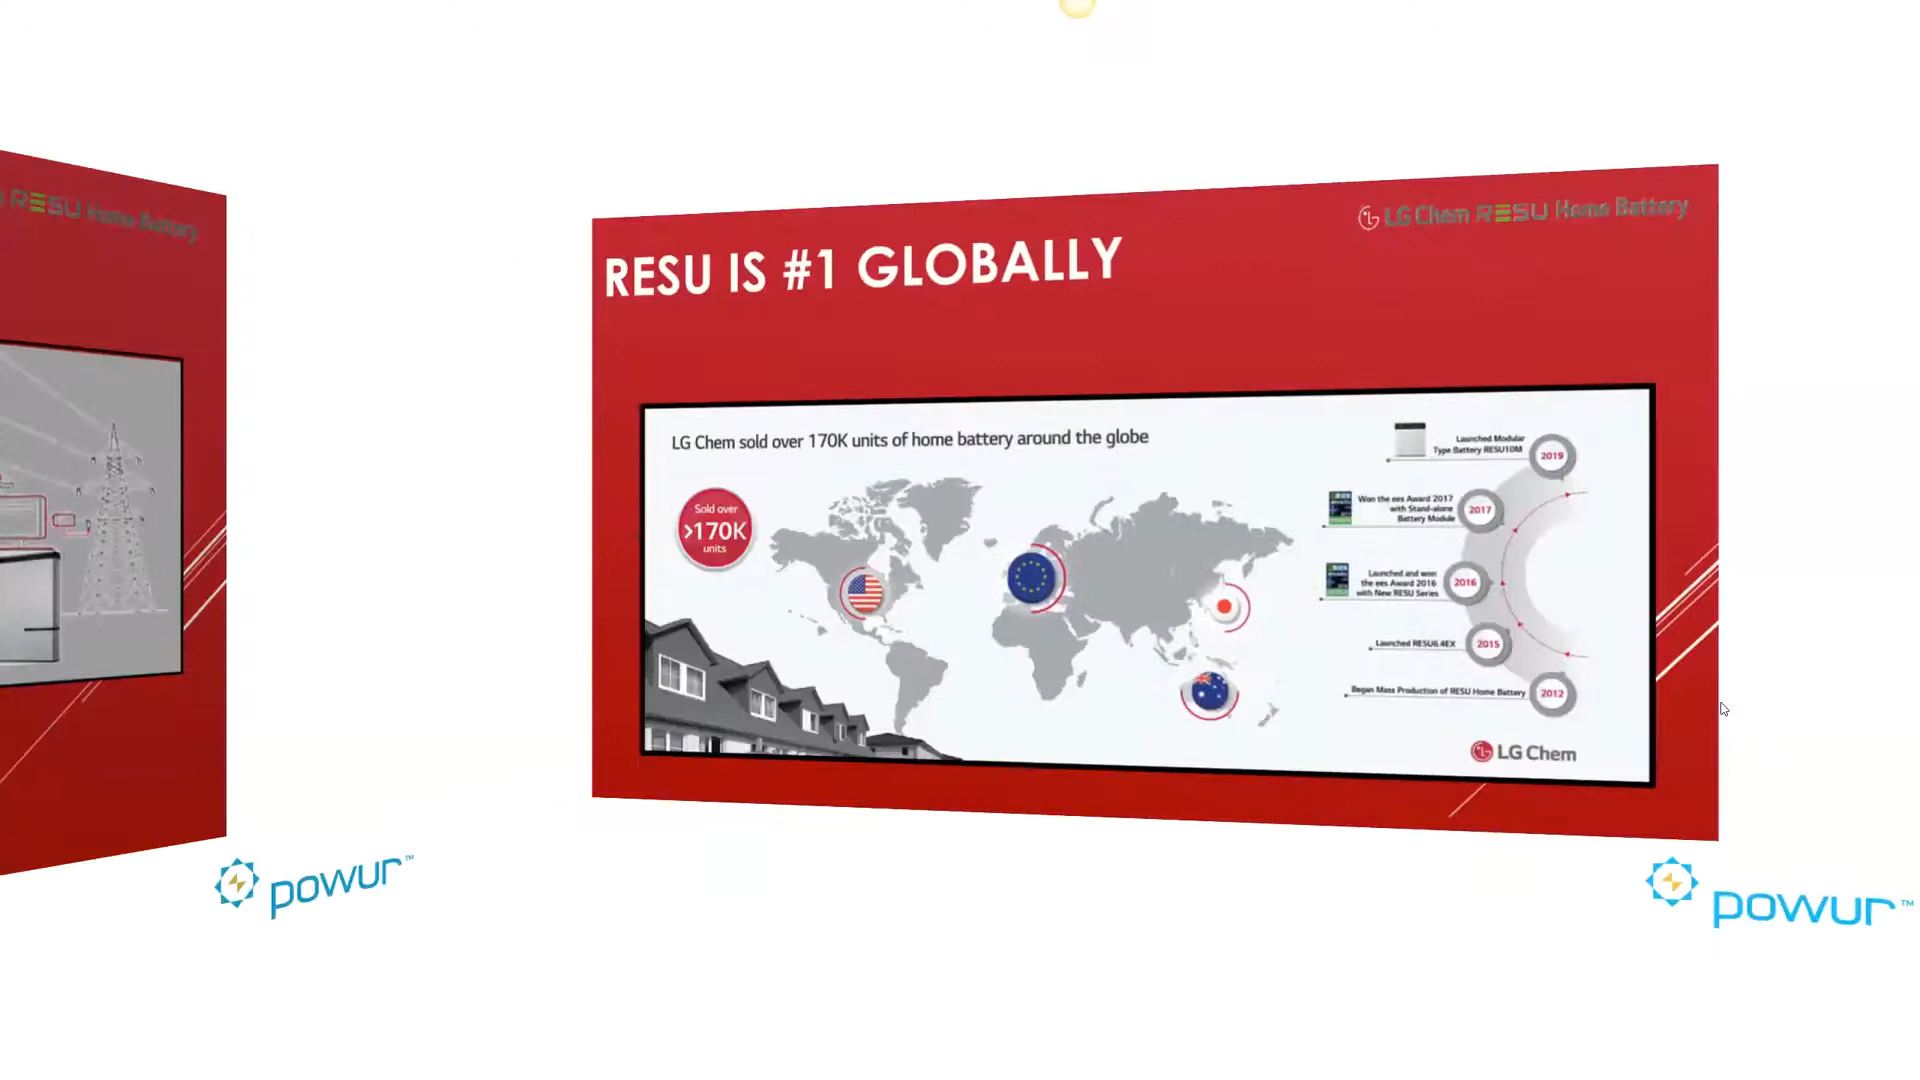 RESU Home Battery
LG Chem RESU Home Battery
RESU IS #1 GLOBALLY
LG Chem sold over 170K units of home battery around the globe
Sold over
>170K
units
Launched Modular
Type Battery RESU10M
2019
Won the ees Award 2017
with Stand-alone
Battery Module
2017
Launched and won
the ees Award 2016
with New RESU Series
2016
Launched RESU6.4EX
2015
Began Mass Production of RESU Home Battery
2012
LG Chem
powur™
powur™